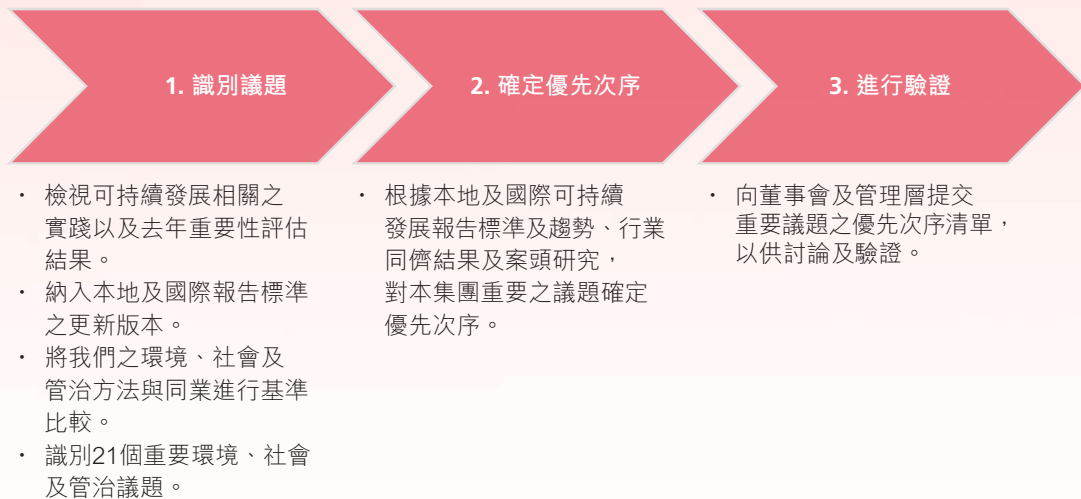 1. 識別議題
・ 檢視可持續發展相關之
實踐以及去年重要性評估
結果。
・ 納入本地及國際報告標準
之更新版本。
・ 將我們之環境、社會及
管治方法與同業進行基準
比較。
・ 識別21個重要環境、社會
及管治議題。
2. 確定優先次序
・ 根據本地及國際可持續
發展報告標準及趨勢、行業
同儕結果及案頭研究，
對本集團重要之議題確定
優先次序。
3. 進行驗證
・ 向董事會及管理層提交
重要議題之優先次序清單，
以供討論及驗證。